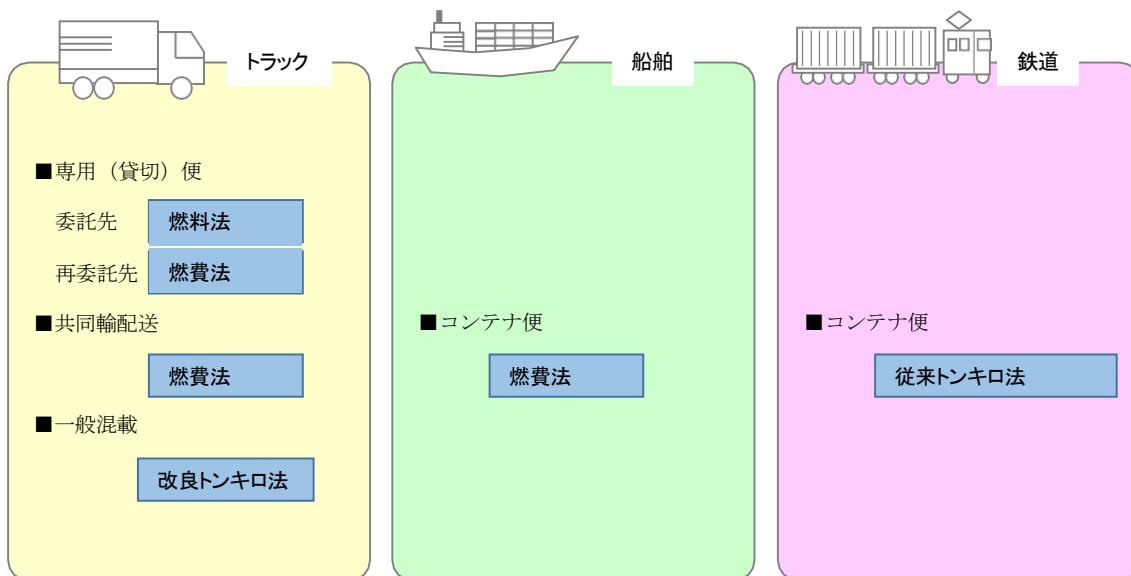 トラック
■専用（貸切）便
委託先
燃料法
再委託先
燃費法
■共同輸配送
燃費法
■一般混載
改良トンキロ法
船舶
■コンテナ便
燃費法
鉄道
■コンテナ便
従来トンキロ法